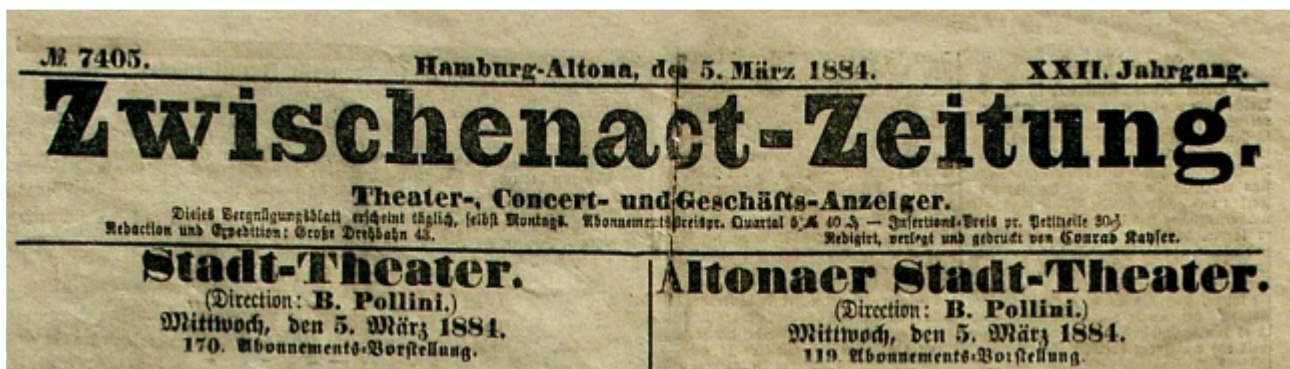 № 7405.
Hamburg-Altona, den 5. März 1884.
XXII. Jahrgang.
Zwischenact-Zeitung.
Theater-, Concert- und Geschäfts-Anzeiger.
Dieses Vergnügungsblatt erscheint täglich, selbst Montags. Abonnements-Preis pr. Quartal 5 ℳ 40 ₰ — Insertions-Preis pr. Petitzeile 30 ₰
Redaction und Expedition: Große Drehbahn 43.
Redigirt, verlegt und gedruckt von Conrad Kayser.
Stadt-Theater.
(Direction: B. Pollini.)
Mittwoch, den 5. März 1884.
170. Abonnements-Vorstellung.
Altonaer Stadt-Theater.
(Direction: B. Pollini.)
Mittwoch, den 5. März 1884.
119. Abonnements-Vorstellung.